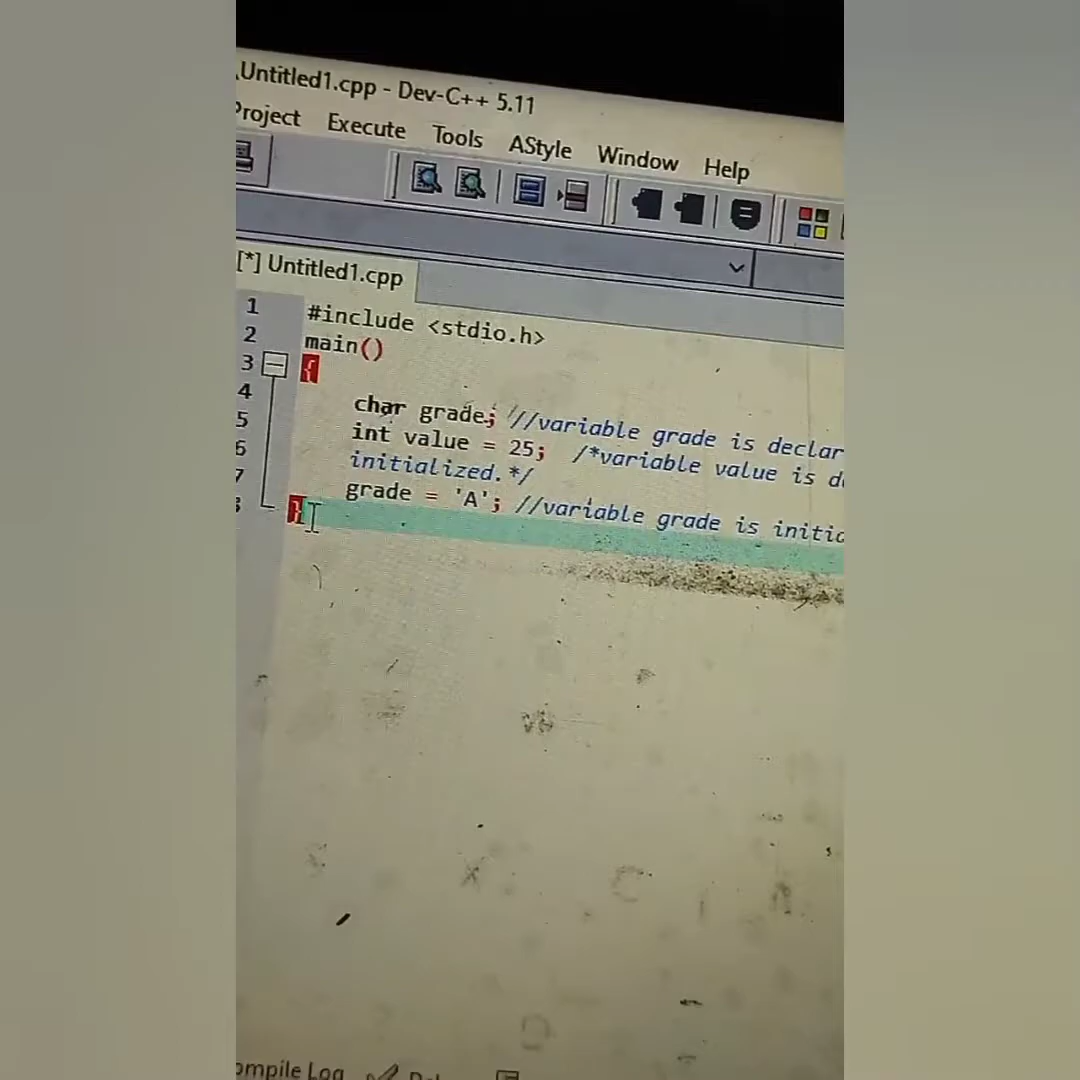 Untitled1.cpp - Dev-C++ 5.11
Project Execute Tools AStyle Window Help
[*] Untitled1.cpp
1 #include <stdio.h>
2 main()
3 {
4 char grade; //variable grade is declar
5 int value = 25; /*variable value is d
6 initialized.*/
7 grade = 'A'; //variable grade is initia
8 }
ompile Log